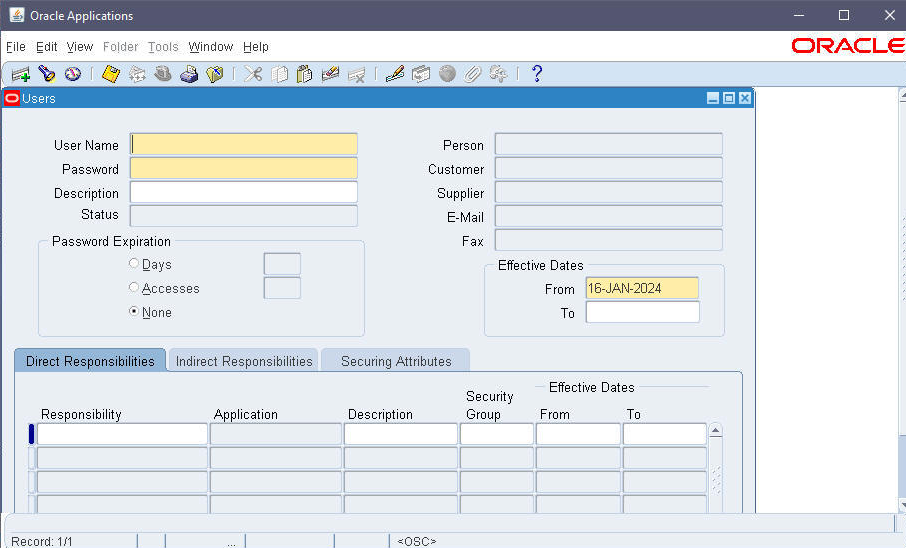 Oracle Applications
File Edit View Folder Tools Window Help
ORACLE
?
Users
User Name
Password
Description
Status
Person
Customer
Supplier
E-Mail
Fax
Password Expiration
Days
Accesses
None
Effective Dates
From 16-JAN-2024
To
Direct Responsibilities Indirect Responsibilities Securing Attributes
Effective Dates
Responsibility Application Description Security Group From To
Record: 1/1 ... <OSC>